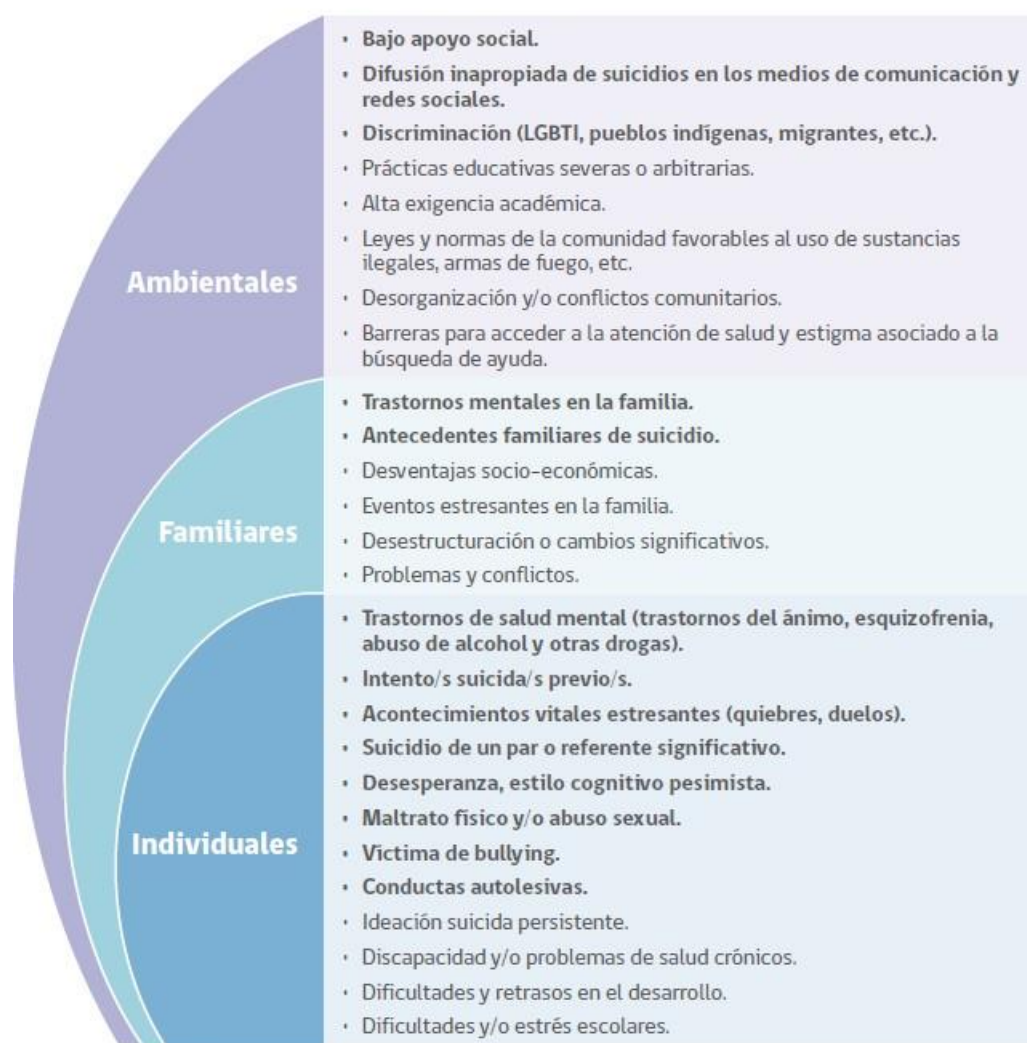 Ambientales
· Bajo apoyo social.
· Difusión inapropiada de suicidios en los medios de comunicación y
redes sociales.
· Discriminación (LGBTI, pueblos indígenas, migrantes, etc.).
· Prácticas educativas severas o arbitrarias.
· Alta exigencia académica.
· Leyes y normas de la comunidad favorables al uso de sustancias
ilegales, armas de fuego, etc.
· Desorganización y/o conflictos comunitarios.
· Barreras para acceder a la atención de salud y estigma asociado a la
búsqueda de ayuda.
Familiares
· Trastornos mentales en la familia.
· Antecedentes familiares de suicidio.
· Desventajas socio-económicas.
· Eventos estresantes en la familia.
· Desestructuración o cambios significativos.
· Problemas y conflictos.
Individuales
· Trastornos de salud mental (trastornos del ánimo, esquizofrenia,
abuso de alcohol y otras drogas).
· Intento/s suicida/s previo/s.
· Acontecimientos vitales estresantes (quiebres, duelos).
· Suicidio de un par o referente significativo.
· Desesperanza, estilo cognitivo pesimista.
· Maltrato físico y/o abuso sexual.
· Víctima de bullying.
· Conductas autolesivas.
· Ideación suicida persistente.
· Discapacidad y/o problemas de salud crónicos.
· Dificultades y retrasos en el desarrollo.
· Dificultades y/o estrés escolares.